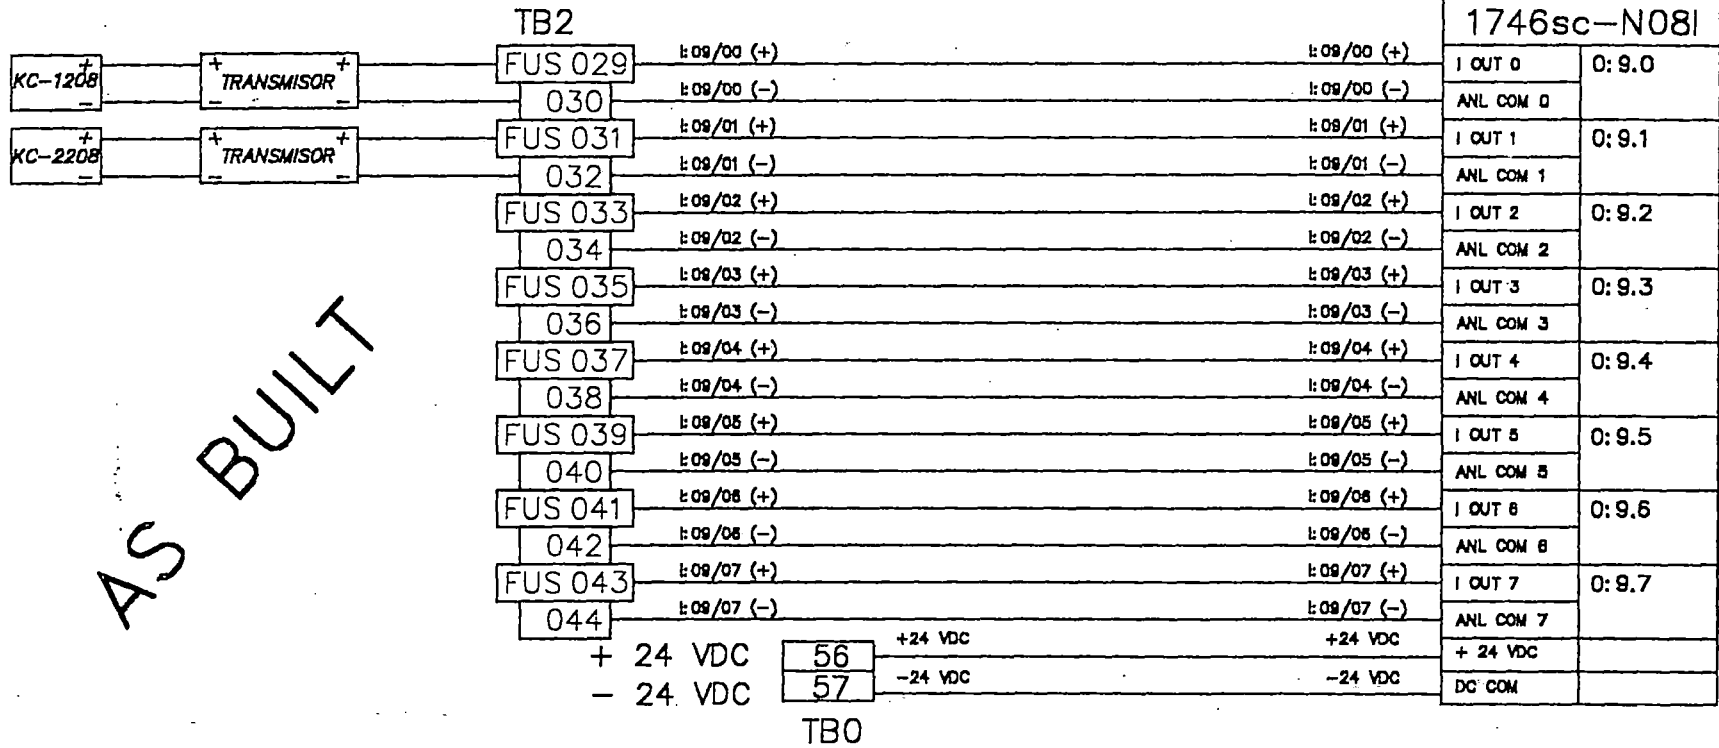 TB2
1746sc-N08I
KC-1208 + -
+ TRANSMISOR +
- -
FUS 029 I:09/00 (+) I:09/00 (+) I OUT 0 O:9.0
030 I:09/00 (-) I:09/00 (-) ANL COM 0
KC-2208 + -
+ TRANSMISOR +
- -
FUS 031 I:09/01 (+) I:09/01 (+) I OUT 1 O:9.1
032 I:09/01 (-) I:09/01 (-) ANL COM 1
FUS 033 I:09/02 (+) I:09/02 (+) I OUT 2 O:9.2
034 I:09/02 (-) I:09/02 (-) ANL COM 2
FUS 035 I:09/03 (+) I:09/03 (+) I OUT 3 O:9.3
036 I:09/03 (-) I:09/03 (-) ANL COM 3
FUS 037 I:09/04 (+) I:09/04 (+) I OUT 4 O:9.4
038 I:09/04 (-) I:09/04 (-) ANL COM 4
FUS 039 I:09/05 (+) I:09/05 (+) I OUT 5 O:9.5
040 I:09/05 (-) I:09/05 (-) ANL COM 5
FUS 041 I:09/06 (+) I:09/06 (+) I OUT 6 O:9.6
042 I:09/06 (-) I:09/06 (-) ANL COM 6
FUS 043 I:09/07 (+) I:09/07 (+) I OUT 7 O:9.7
044 I:09/07 (-) I:09/07 (-) ANL COM 7
+ 24 VDC 56 +24 VDC +24 VDC + 24 VDC
- 24 VDC 57 -24 VDC -24 VDC DC COM
TB0
AS BUILT